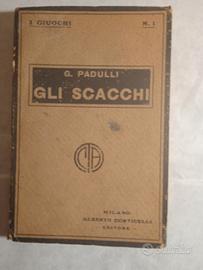 I GIUOCHI N. 1
G. PADULLI
GLI SCACCHI
MILANO
ALBERTO CORTICELLI
EDITORE